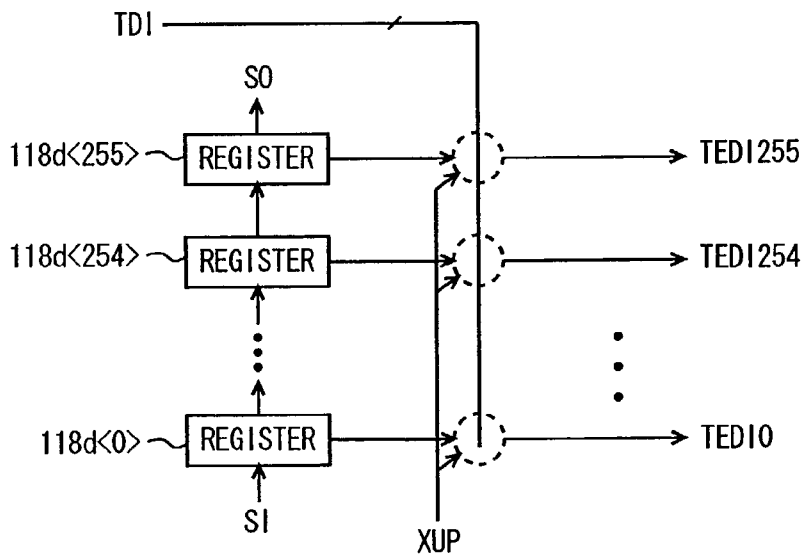 TDI
SO
118d<255>
REGISTER
TEDI255
118d<254>
REGISTER
TEDI254
118d<0>
REGISTER
TEDI0
SI
XUP